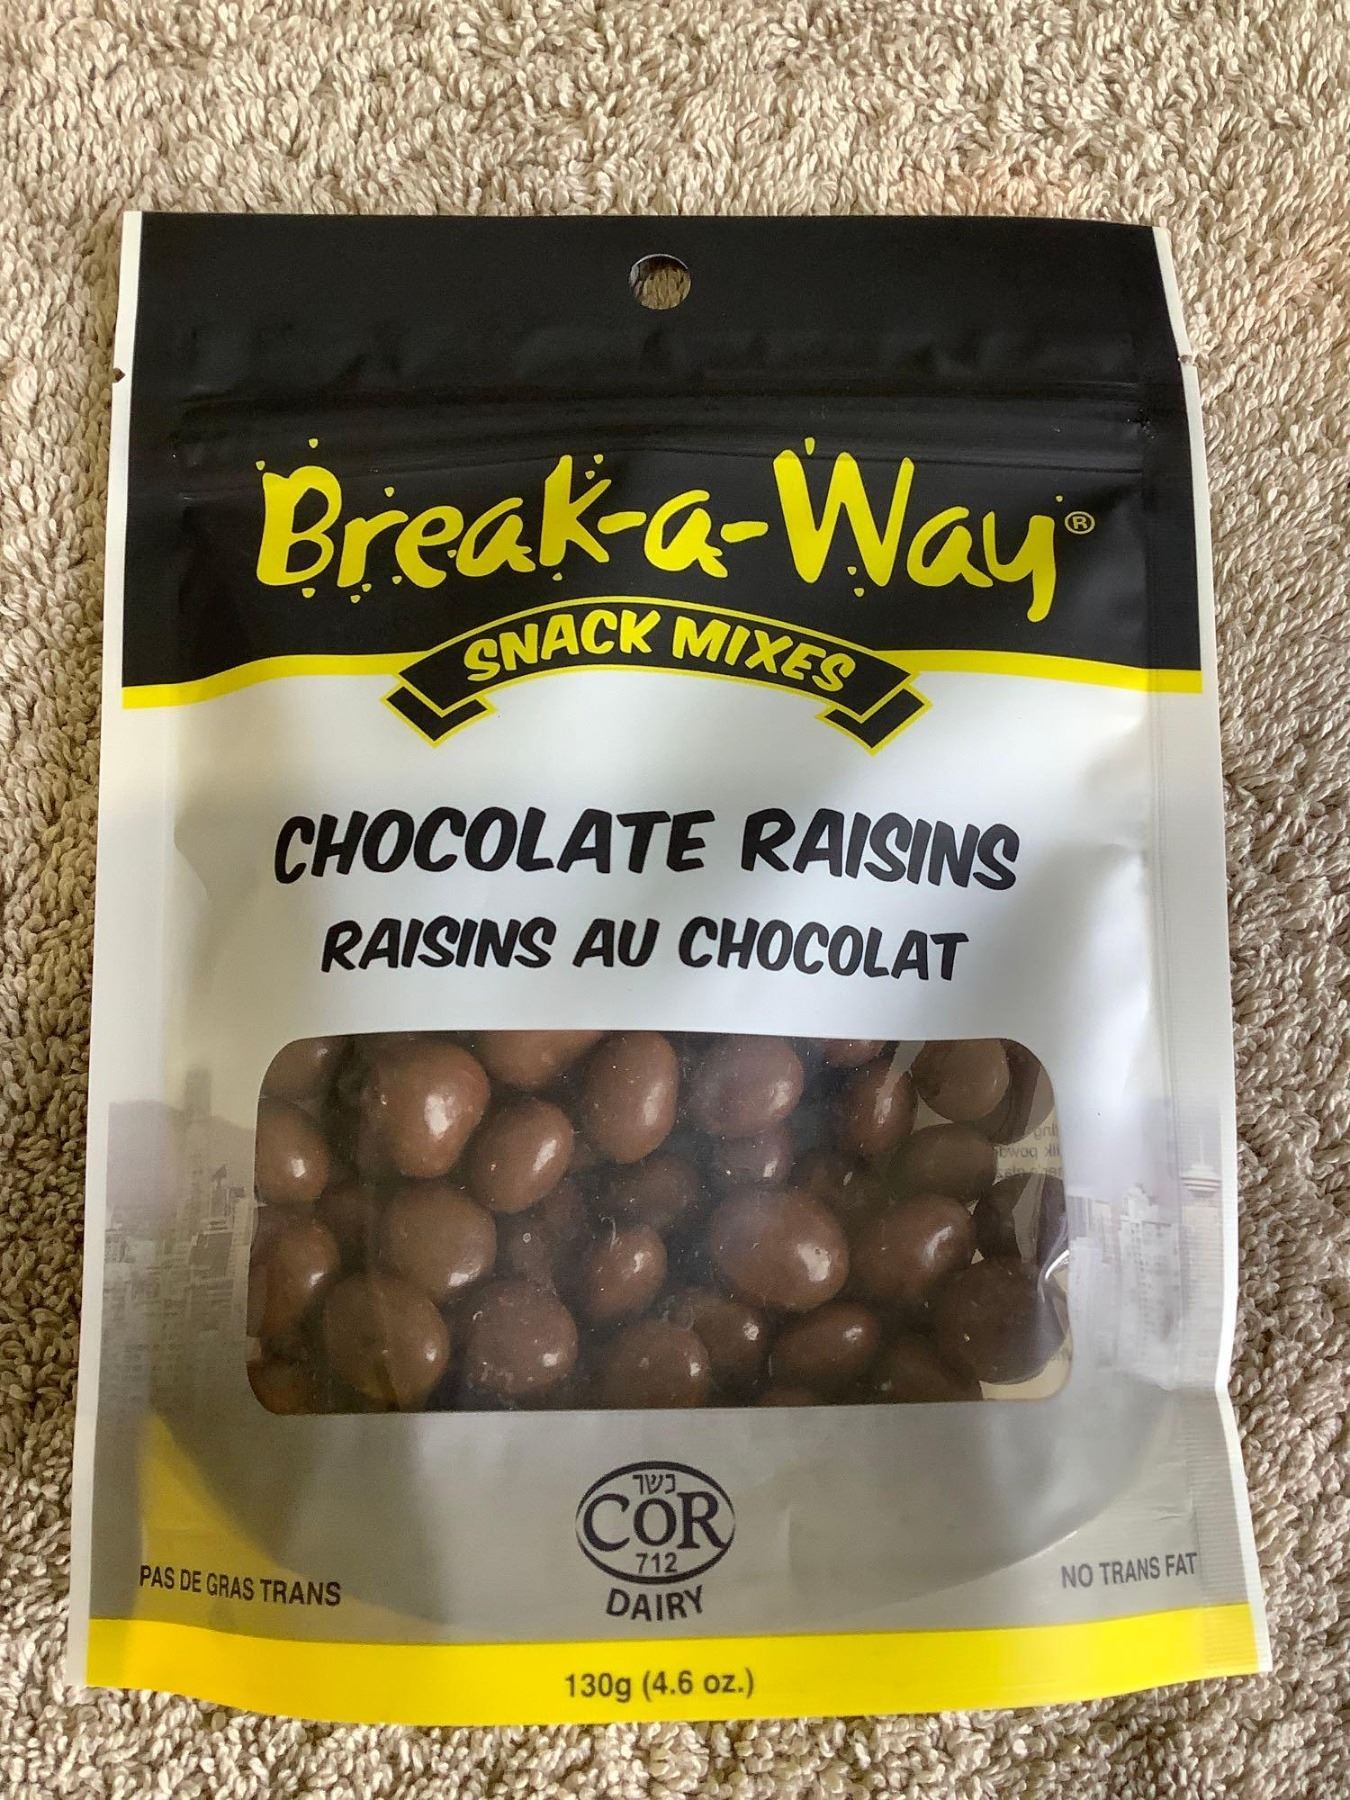 Break-a-Way®
SNACK MIXES
CHOCOLATE RAISINS
RAISINS AU CHOCOLAT
כשר
COR
712
DAIRY
PAS DE GRAS TRANS
NO TRANS FAT
130g (4.6 oz.)